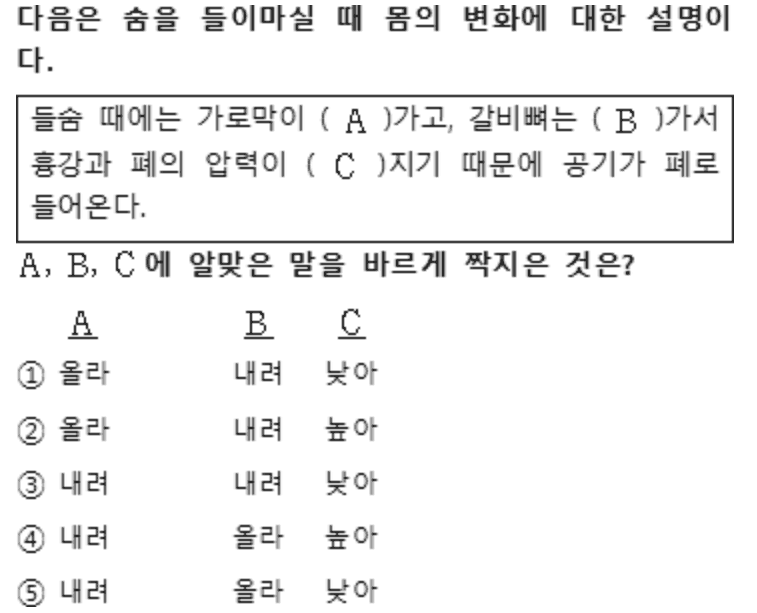 다음은 숨을 들이마실 때 몸의 변화에 대한 설명이
다.
들숨 때에는 가로막이 ( A )가고, 갈비뼈는 ( B )가서
흉강과 폐의 압력이 ( C )지기 때문에 공기가 폐로
들어온다.
A, B, C에 알맞은 말을 바르게 짝지은 것은?
A B C
① 올라 내려 낮아
② 올라 내려 높아
③ 내려 내려 낮아
④ 내려 올라 높아
⑤ 내려 올라 낮아